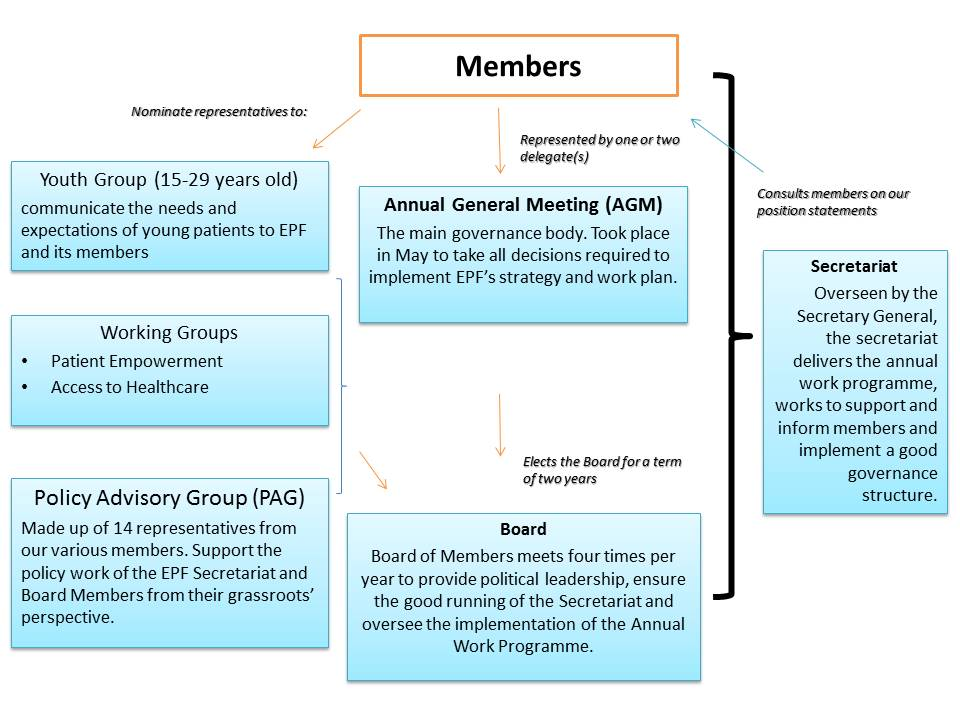 Members
Nominate representatives to:
Represented by one or two
delegate(s)
Consults members on our
position statements
Youth Group (15-29 years old)
communicate the needs and
expectations of young patients to EPF
and its members
Annual General Meeting (AGM)
The main governance body. Took place
in May to take all decisions required to
implement EPF's strategy and work plan.
Secretariat
Overseen by the
Secretary General,
the secretariat
delivers the annual
work programme,
works to support and
inform members and
implement a good
governance
structure.
Working Groups
• Patient Empowerment
• Access to Healthcare
Elects the Board for a term
of two years
Policy Advisory Group (PAG)
Made up of 14 representatives from
our various members. Support the
policy work of the EPF Secretariat and
Board Members from their grassroots'
perspective.
Board
Board of Members meets four times per
year to provide political leadership, ensure
the good running of the Secretariat and
oversee the implementation of the Annual
Work Programme.